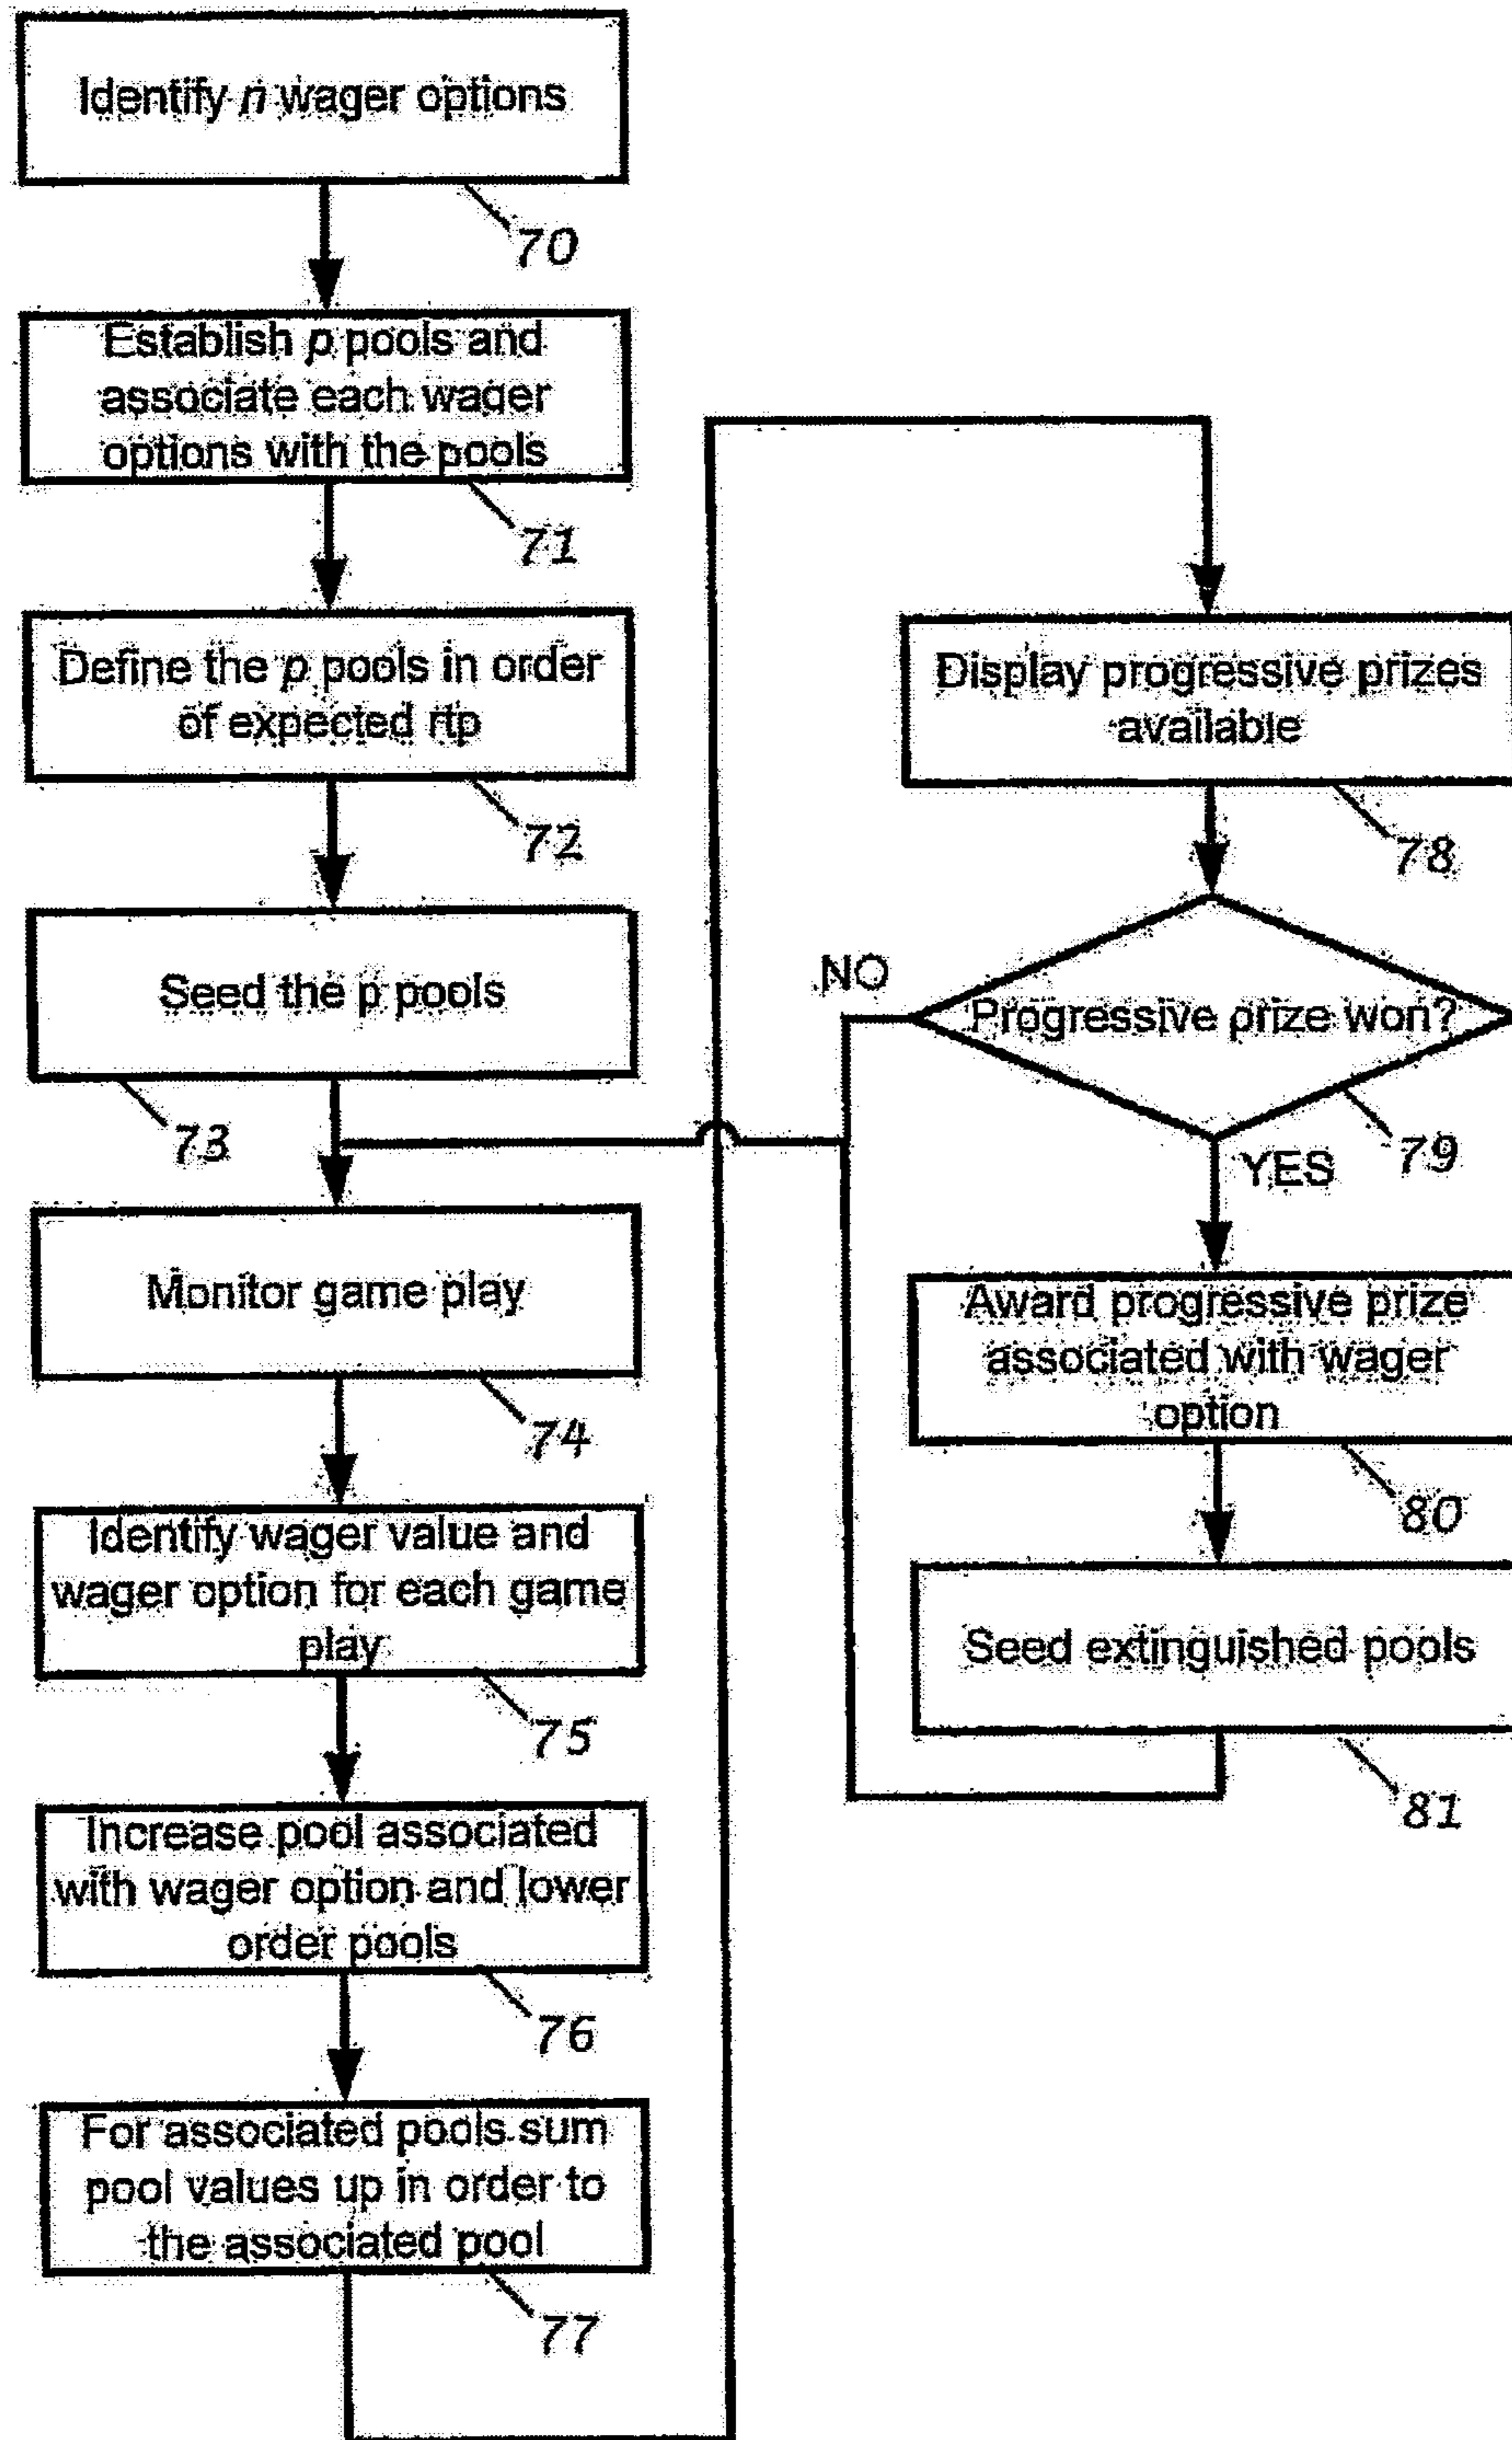 Identify n wager options
70
Establish p pools and
associate each wager
options with the pools
71
Define the p pools in order
of expected rtp
72
Seed the p pools
73
Monitor game play
74
Identify wager value and
wager option for each game
play
75
Increase pool associated
with wager option and lower
order pools
76
For associated pools sum
pool values up in order to
the associated pool
77
Display progressive prizes
available
78
NO
Progressive prize won?
79
YES
Award progressive prize
associated with wager
option
80
Seed extinguished pools
81